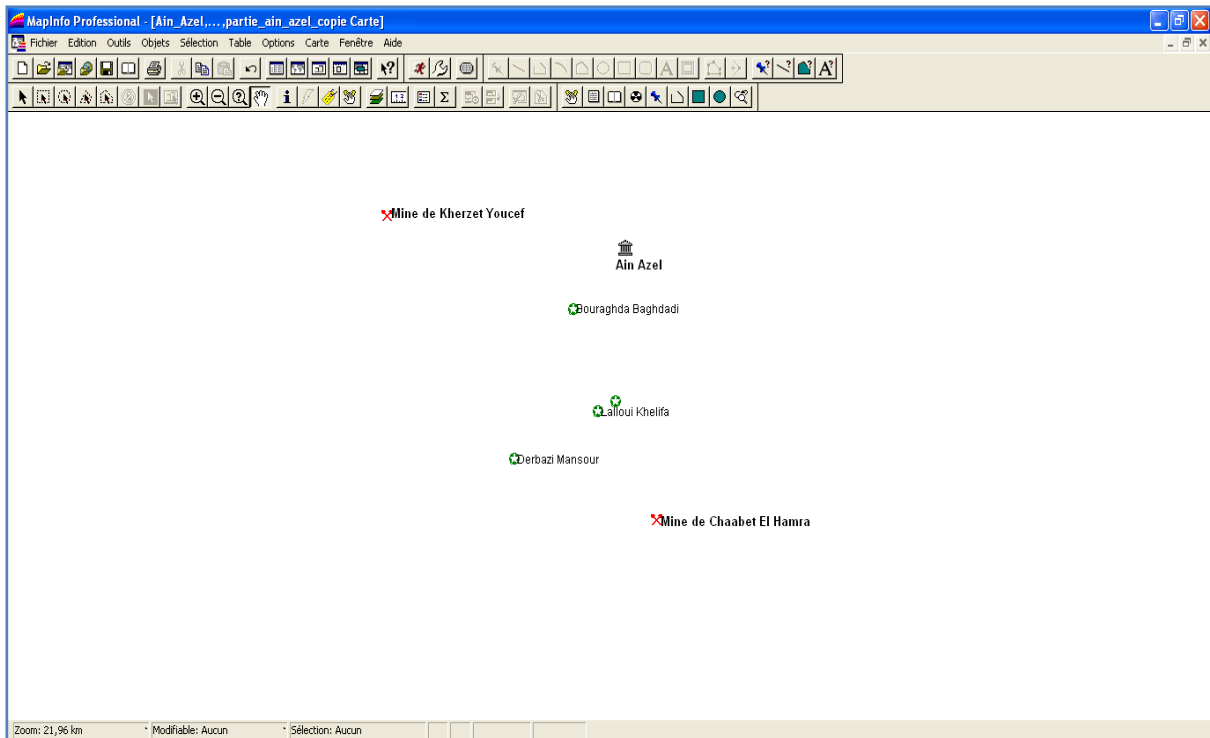 MapInfo Professional - [Ain_Azel,...,partie_ain_azel_copie Carte]
Fichier Edition Outils Objets Sélection Table Options Carte Fenêtre Aide
Mine de Kherzet Youcef
Ain Azel
Bouraghda Baghdadi
Lalloui Khelifa
Derbazi Mansour
Mine de Chaabet El Hamra
Zoom: 21,96 km Modifiable: Aucun Sélection: Aucun